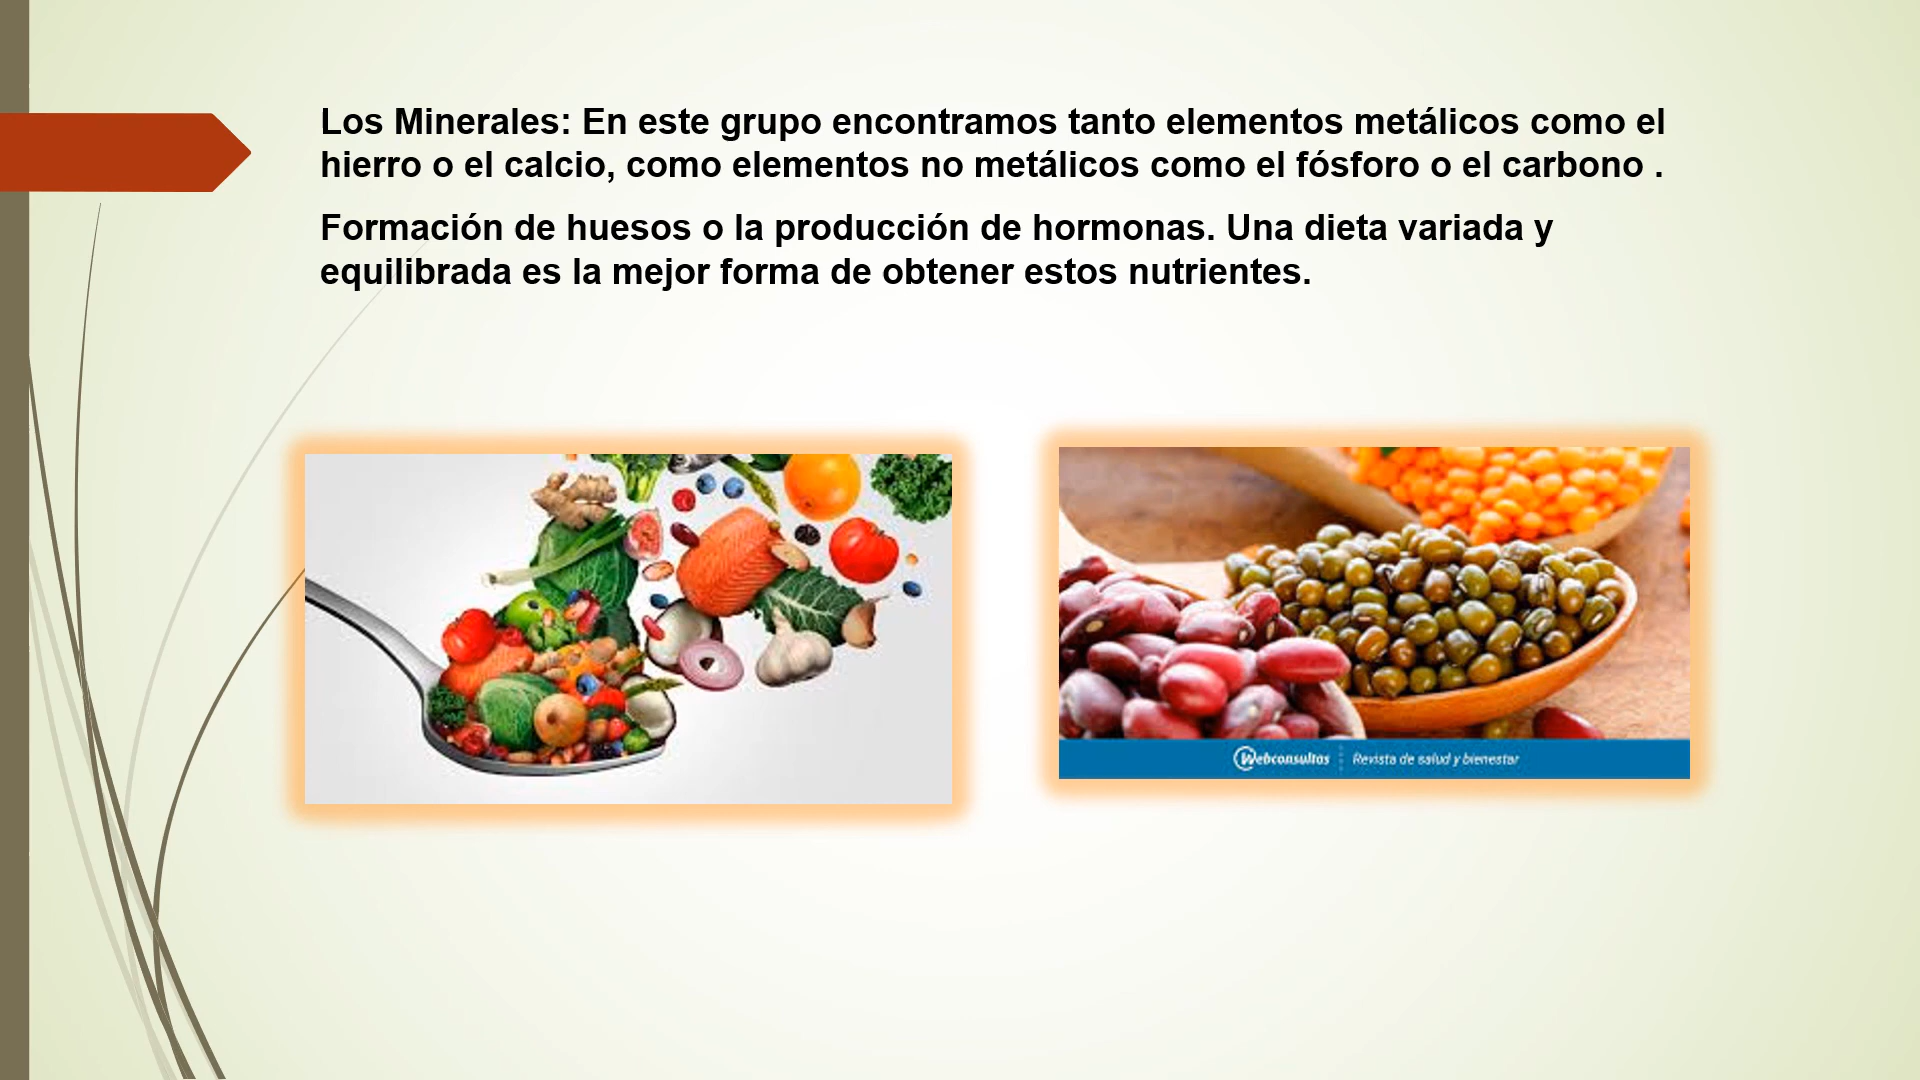 Los Minerales: En este grupo encontramos tanto elementos metálicos como el
hierro o el calcio, como elementos no metálicos como el fósforo o el carbono .
Formación de huesos o la producción de hormonas. Una dieta variada y
equilibrada es la mejor forma de obtener estos nutrientes.
Webconsultas | Revista de salud y bienestar